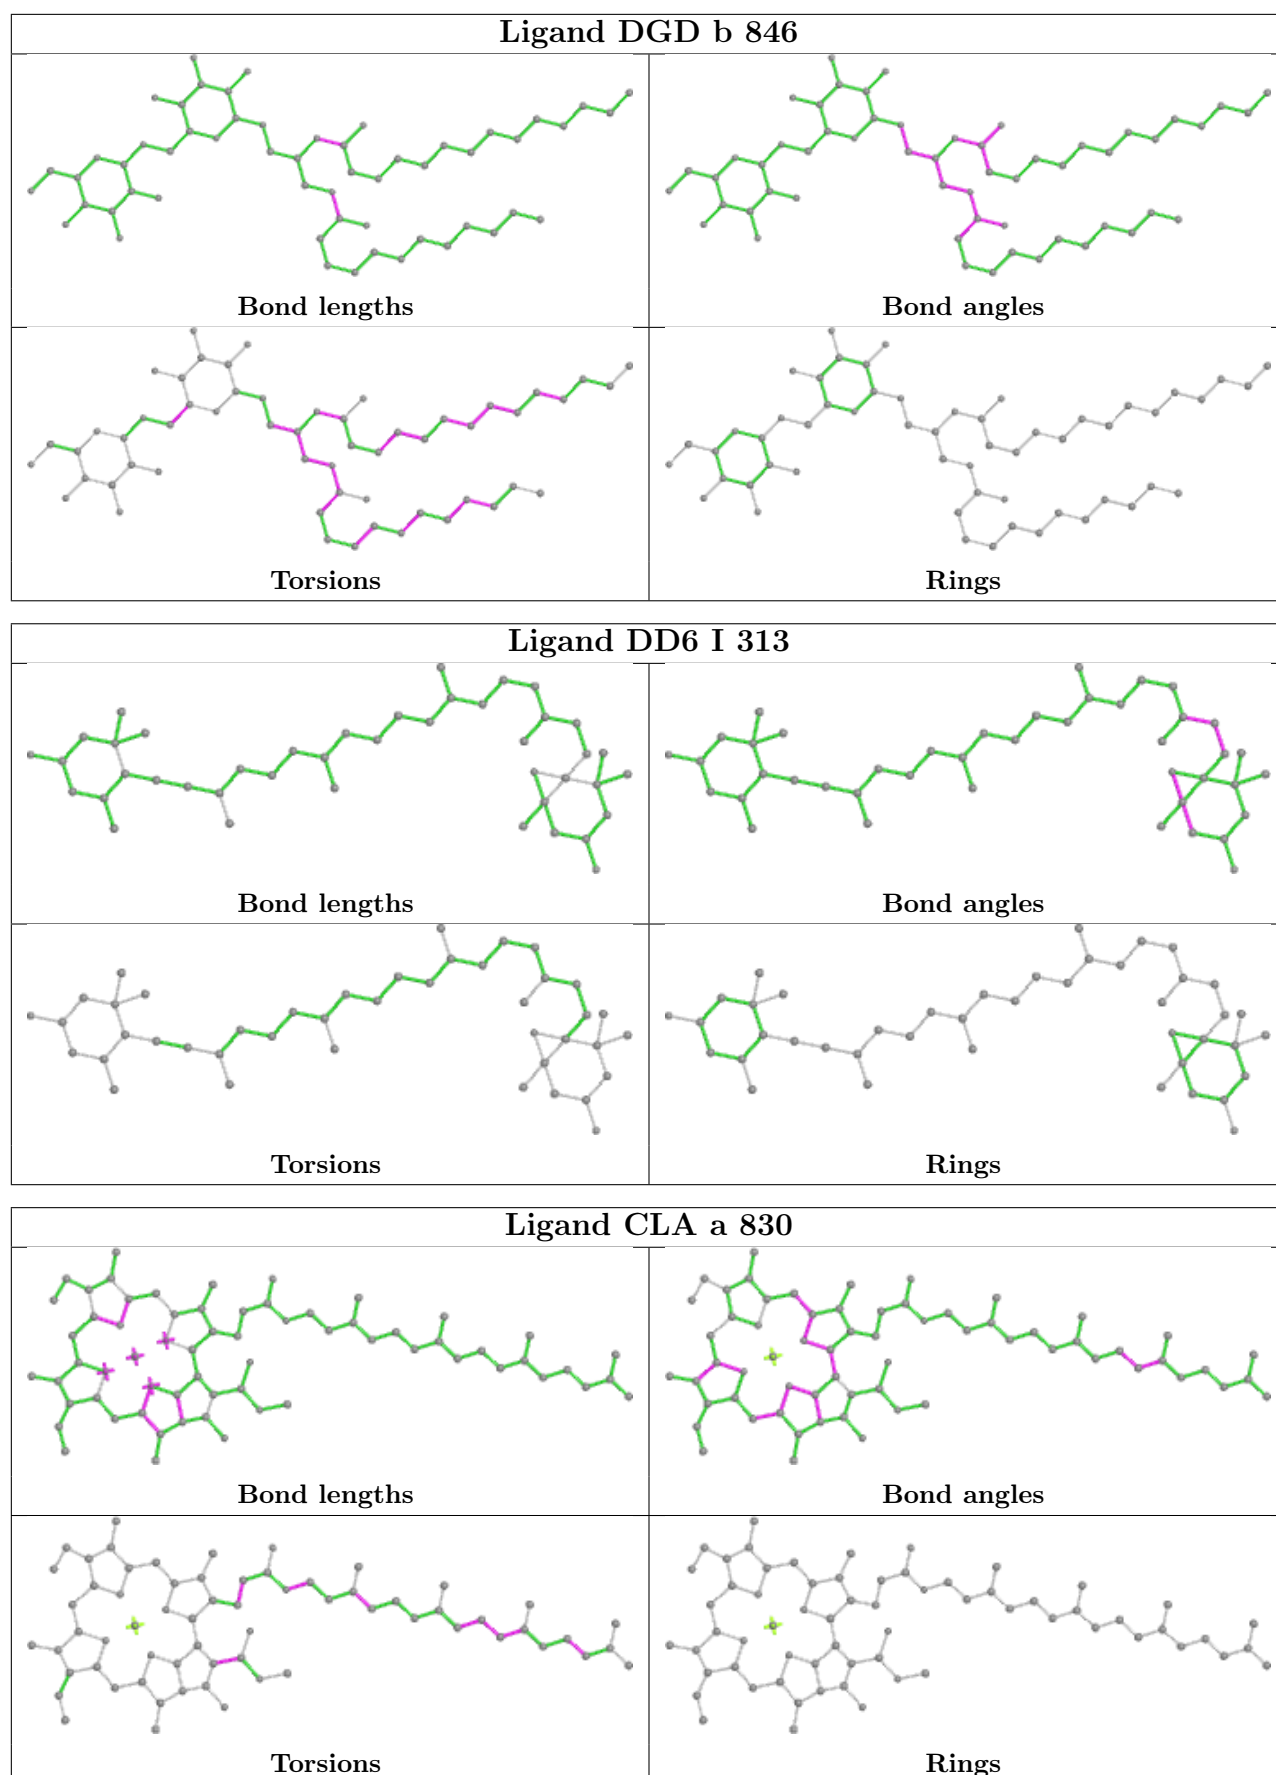 Ligand DGD b 846
Bond lengths
Bond angles
Torsions
Rings
Ligand DD6 I 313
Bond lengths
Bond angles
Torsions
Rings
Ligand CLA a 830
Bond lengths
Bond angles
Torsions
Rings